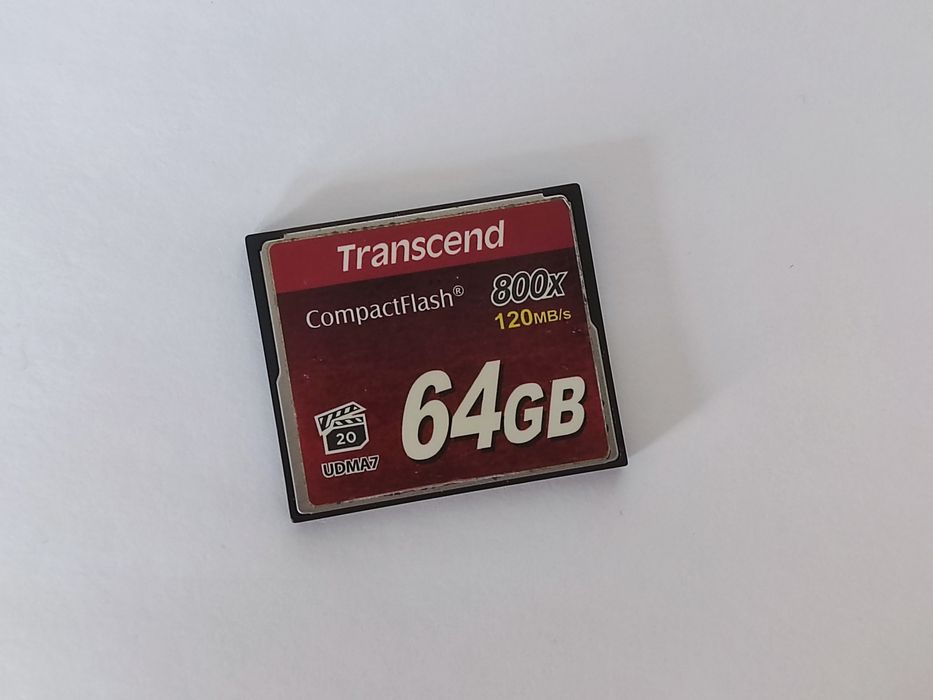 Transcend
CompactFlash®
800x
120MB/s
64GB
20
UDMA7